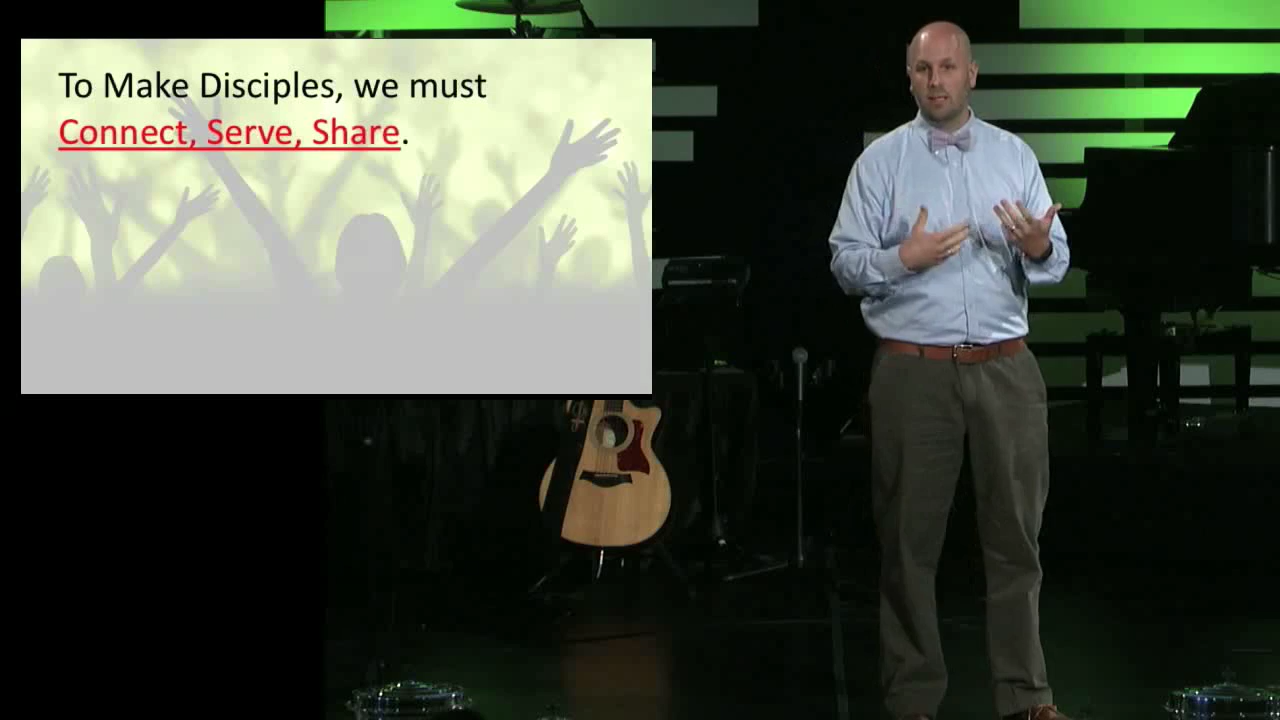 To Make Disciples, we must
Connect, Serve, Share.